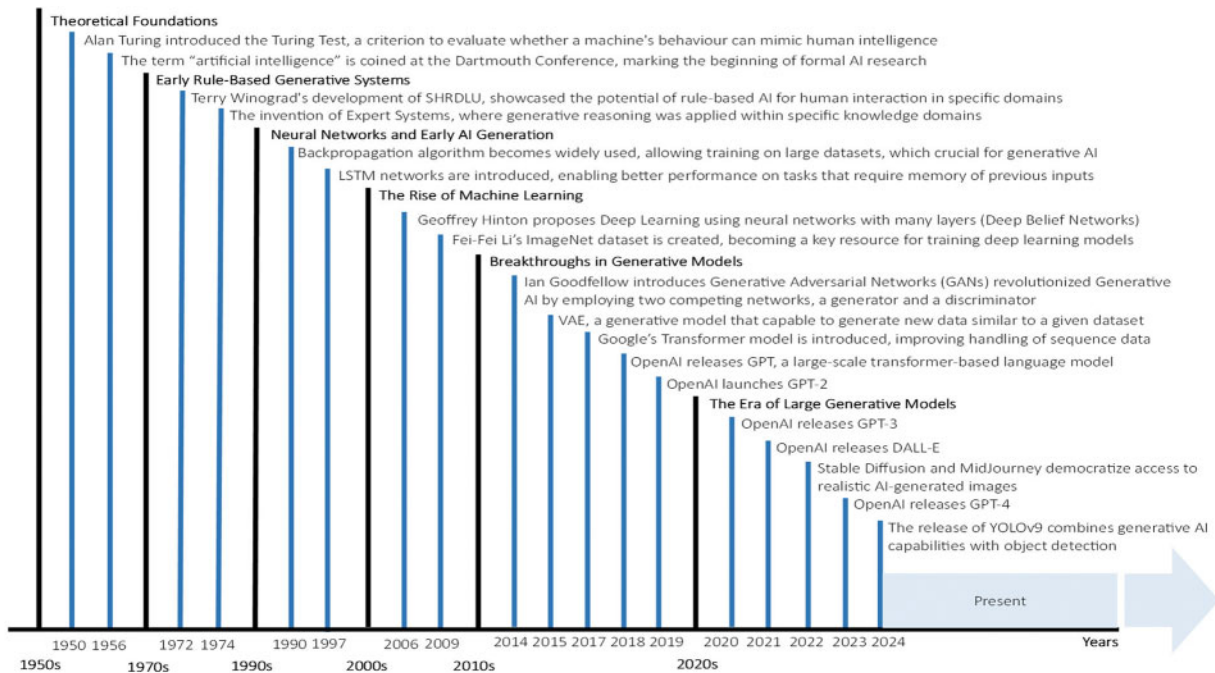 Theoretical Foundations
Alan Turing introduced the Turing Test, a criterion to evaluate whether a machine's behaviour can mimic human intelligence
The term "artificial intelligence" is coined at the Dartmouth Conference, marking the beginning of formal AI research
Early Rule-Based Generative Systems
Terry Winograd's development of SHRDLU, showcased the potential of rule-based AI for human interaction in specific domains
The invention of Expert Systems, where generative reasoning was applied within specific knowledge domains
Neural Networks and Early AI Generation
Backpropagation algorithm becomes widely used, allowing training on large datasets, which crucial for generative AI
LSTM networks are introduced, enabling better performance on tasks that require memory of previous inputs
The Rise of Machine Learning
Geoffrey Hinton proposes Deep Learning using neural networks with many layers (Deep Belief Networks)
Fei-Fei Li's ImageNet dataset is created, becoming a key resource for training deep learning models
Breakthroughs in Generative Models
Ian Goodfellow introduces Generative Adversarial Networks (GANs) revolutionized Generative
AI by employing two competing networks, a generator and a discriminator
VAE, a generative model that capable to generate new data similar to a given dataset
Google's Transformer model is introduced, improving handling of sequence data
OpenAI releases GPT, a large-scale transformer-based language model
OpenAI launches GPT-2
The Era of Large Generative Models
OpenAI releases GPT-3
OpenAI releases DALL-E
Stable Diffusion and MidJourney democratize access to
realistic AI-generated images
OpenAI releases GPT-4
The release of YOLOv9 combines generative AI
capabilities with object detection
Present
1950 1956 1972 1974 1990 1997 2006 2009 2014 2015 2017 2018 2019 2020 2021 2022 2023 2024 Years
1950s 1970s 1990s 2000s 2010s 2020s